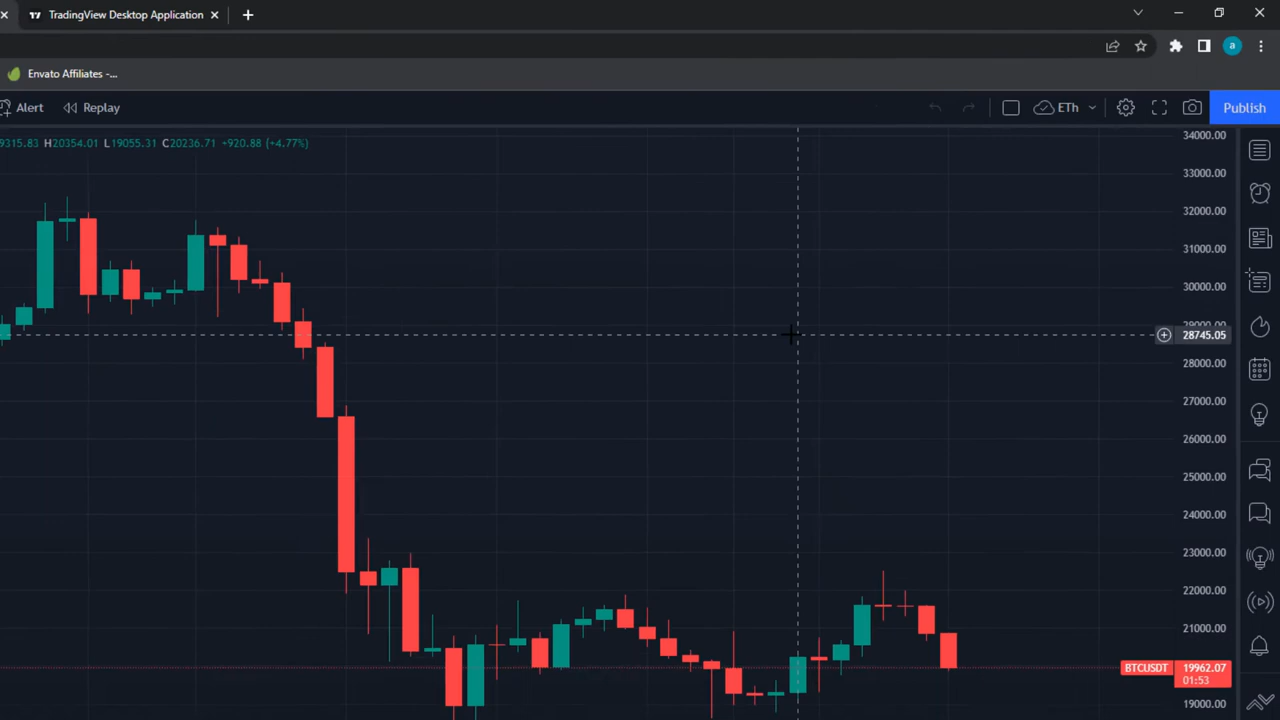 TradingView Desktop Application
a
Envato Affiliates -...
Alert
Replay
ETh
Publish
9315.83 H20354.01 L19055.31 C20236.71 +920.88 (+4.77%)
34000.00
33000.00
32000.00
31000.00
30000.00
29000.00
28745.05
28000.00
27000.00
26000.00
25000.00
24000.00
23000.00
22000.00
21000.00
BTCUSDT
19962.07
01:53
19000.00